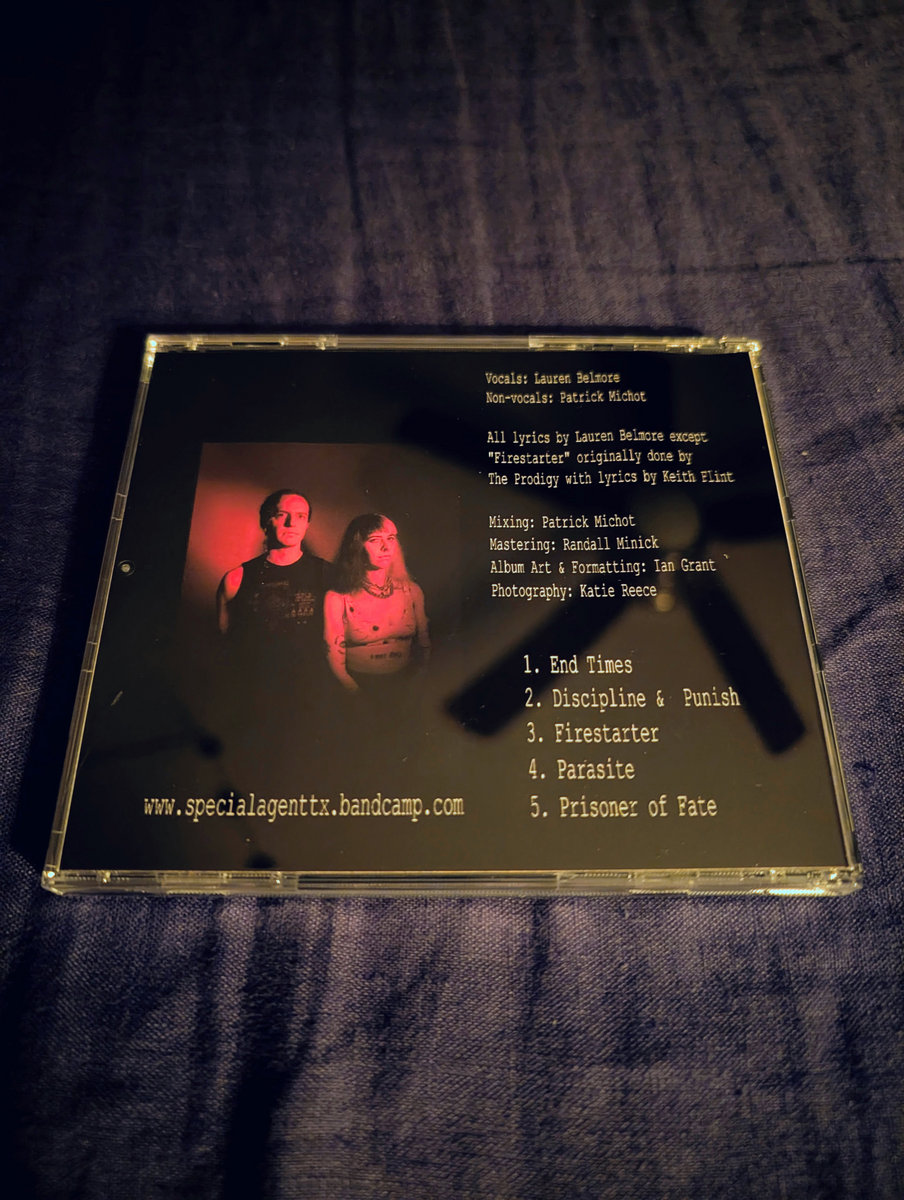 Vocals: Lauren Belmore
Non-vocals: Patrick Michot
All lyrics by Lauren Belmore except
"Firestarter" originally done by
The Prodigy with lyrics by Keith Flint
Mixing: Patrick Michot
Mastering: Randall Minick
Album Art & Formatting: Ian Grant
Photography: Katie Reece
1. End Times
2. Discipline & Punish
3. Firestarter
4. Parasite
5. Prisoner of Fate
www.specialagenttx.bandcamp.com